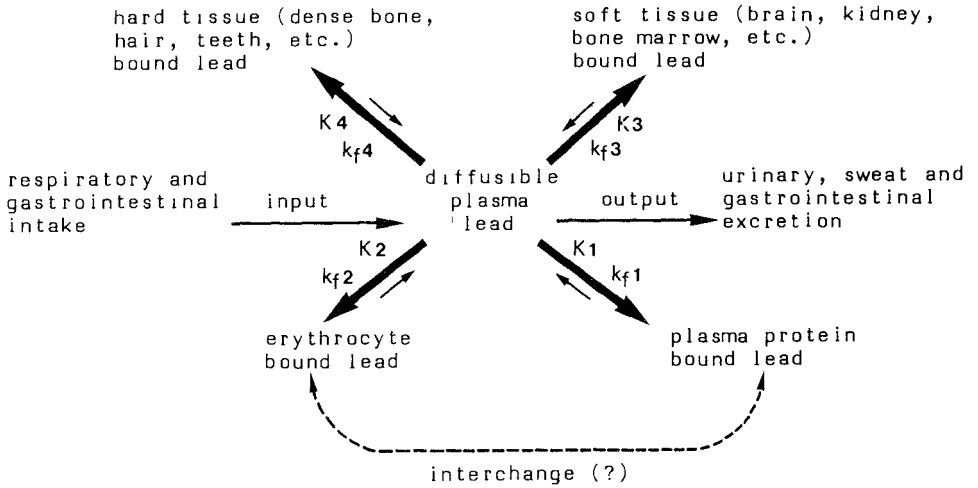 hard tissue (dense bone,
hair, teeth, etc.)
bound lead
soft tissue (brain, kidney,
bone marrow, etc.)
bound lead
K4
kf4
K3
kf3
respiratory and
gastrointestinal
intake
input
diffusible
plasma
lead
output
urinary, sweat and
gastrointestinal
excretion
K2
kf2
K1
kf1
erythrocyte
bound lead
plasma protein
bound lead
interchange (?)